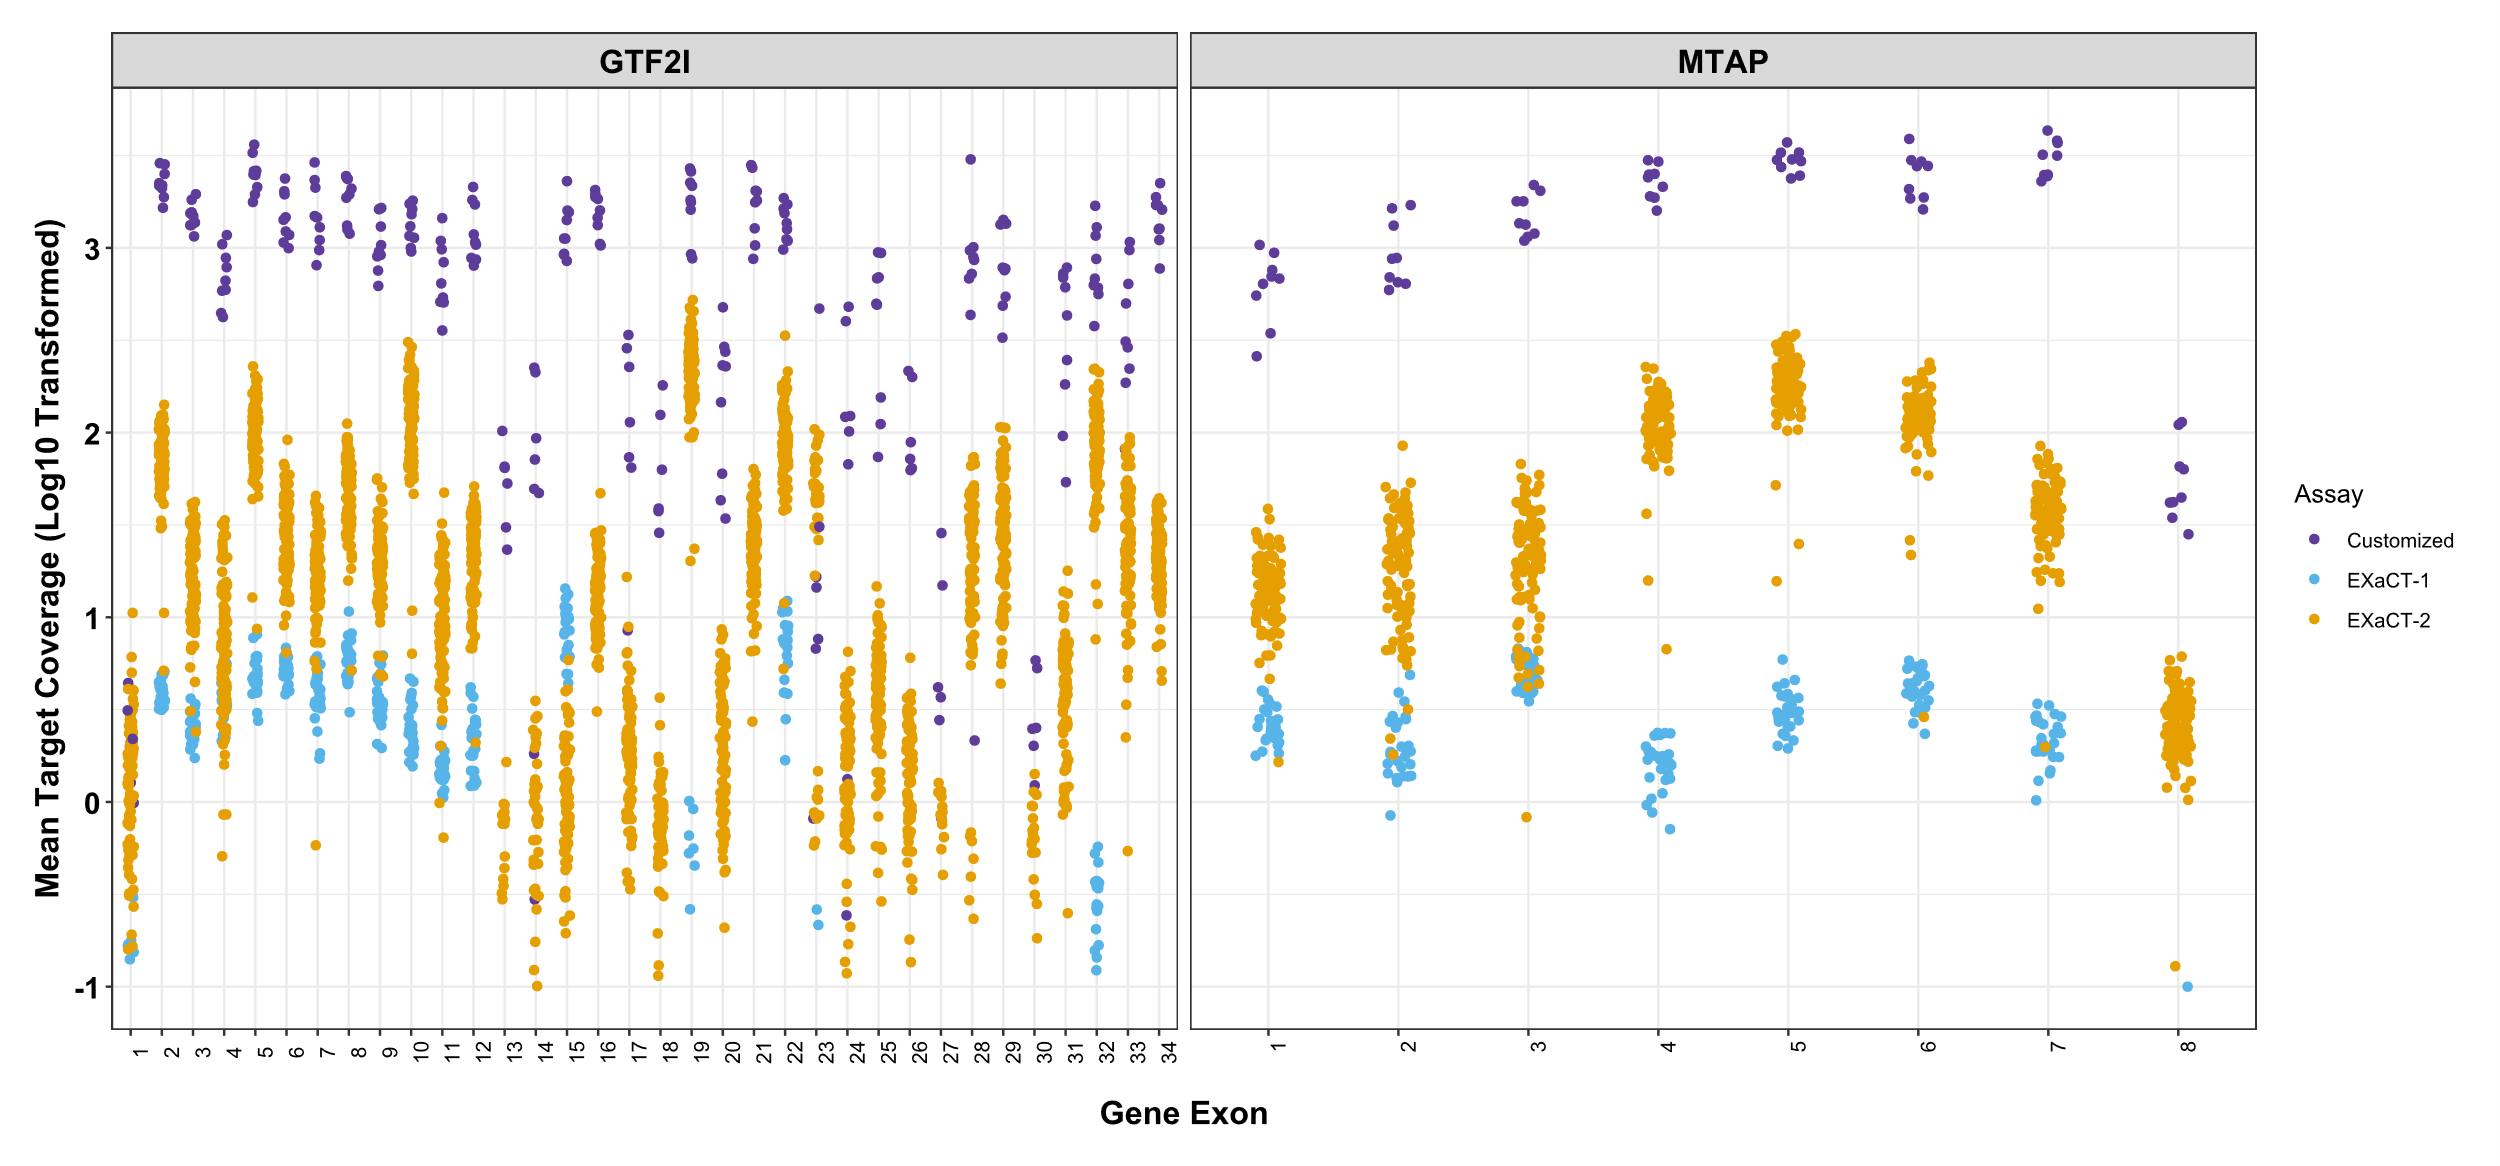 GTF2I MTAP
Mean Target Coverage (Log10 Transformed)
3
2
1
0
-1
1 2 3 4 5 6 7 8 9 10 11 12 13 14 15 16 17 18 19 20 21 22 23 24 25 26 27 28 29 30 31 32 33 34
1 2 3 4 5 6 7 8
Gene Exon
Assay
Customized
EXaCT-1
EXaCT-2